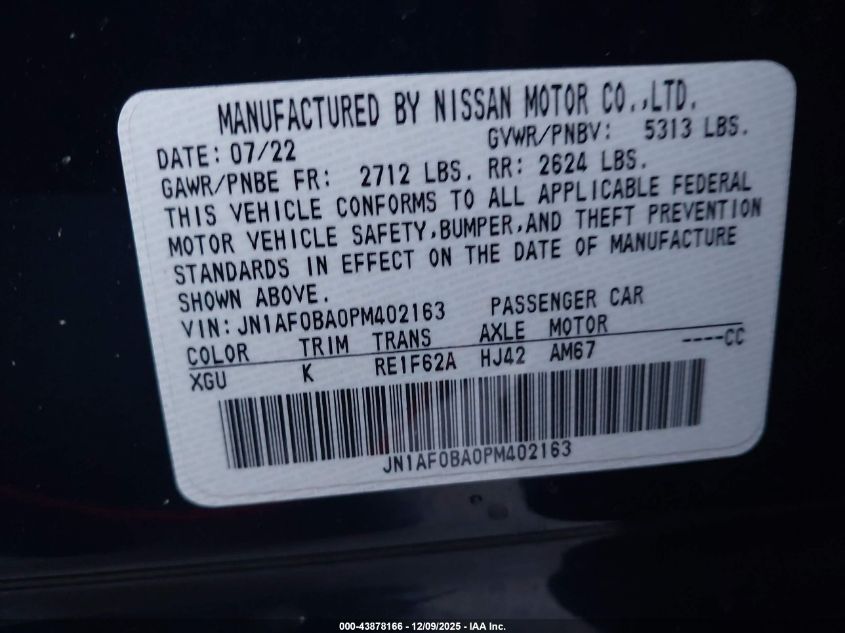 MANUFACTURED BY NISSAN MOTOR CO.,LTD.
DATE: 07/22 GVWR/PNBV: 5313 LBS.
GAWR/PNBE FR: 2712 LBS. RR: 2624 LBS.
THIS VEHICLE CONFORMS TO ALL APPLICABLE FEDERAL
MOTOR VEHICLE SAFETY,BUMPER,AND THEFT PREVENTION
STANDARDS IN EFFECT ON THE DATE OF MANUFACTURE
SHOWN ABOVE.
VIN: JN1AF0BA0PM402163 PASSENGER CAR
COLOR TRIM TRANS AXLE MOTOR ----CC
XGU K RE1F62A HJ42 AM67
JN1AF0BA0PM402163
000-43878166 - 12/09/2025 - IAA Inc.